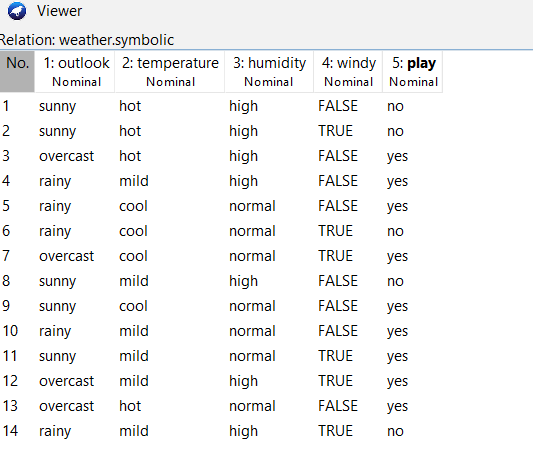 Viewer
Relation: weather.symbolic
No. 1: outlook 2: temperature 3: humidity 4: windy 5: play
Nominal Nominal Nominal Nominal Nominal
1 sunny hot high FALSE no
2 sunny hot high TRUE no
3 overcast hot high FALSE yes
4 rainy mild high FALSE yes
5 rainy cool normal FALSE yes
6 rainy cool normal TRUE no
7 overcast cool normal TRUE yes
8 sunny mild high FALSE no
9 sunny cool normal FALSE yes
10 rainy mild normal FALSE yes
11 sunny mild normal TRUE yes
12 overcast mild high TRUE yes
13 overcast hot normal FALSE yes
14 rainy mild high TRUE no